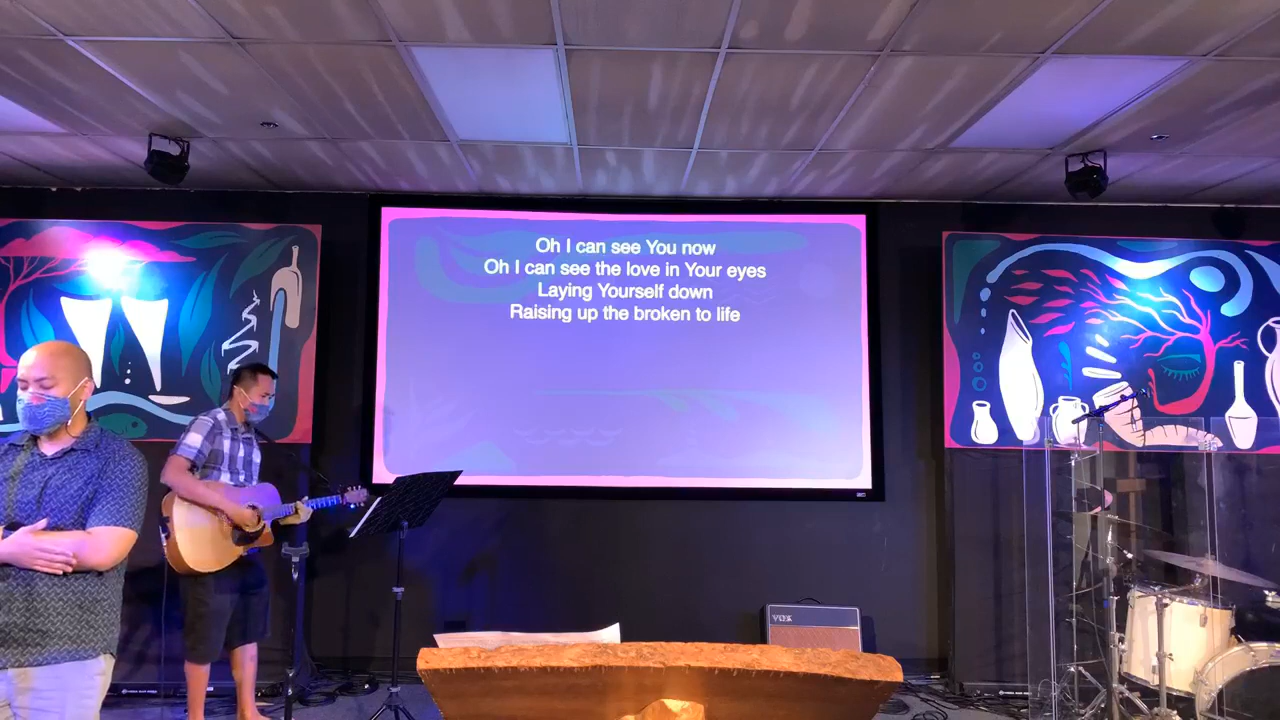 Oh I can see You now
Oh I can see the love in Your eyes
Laying Yourself down
Raising up the broken to life
VOX